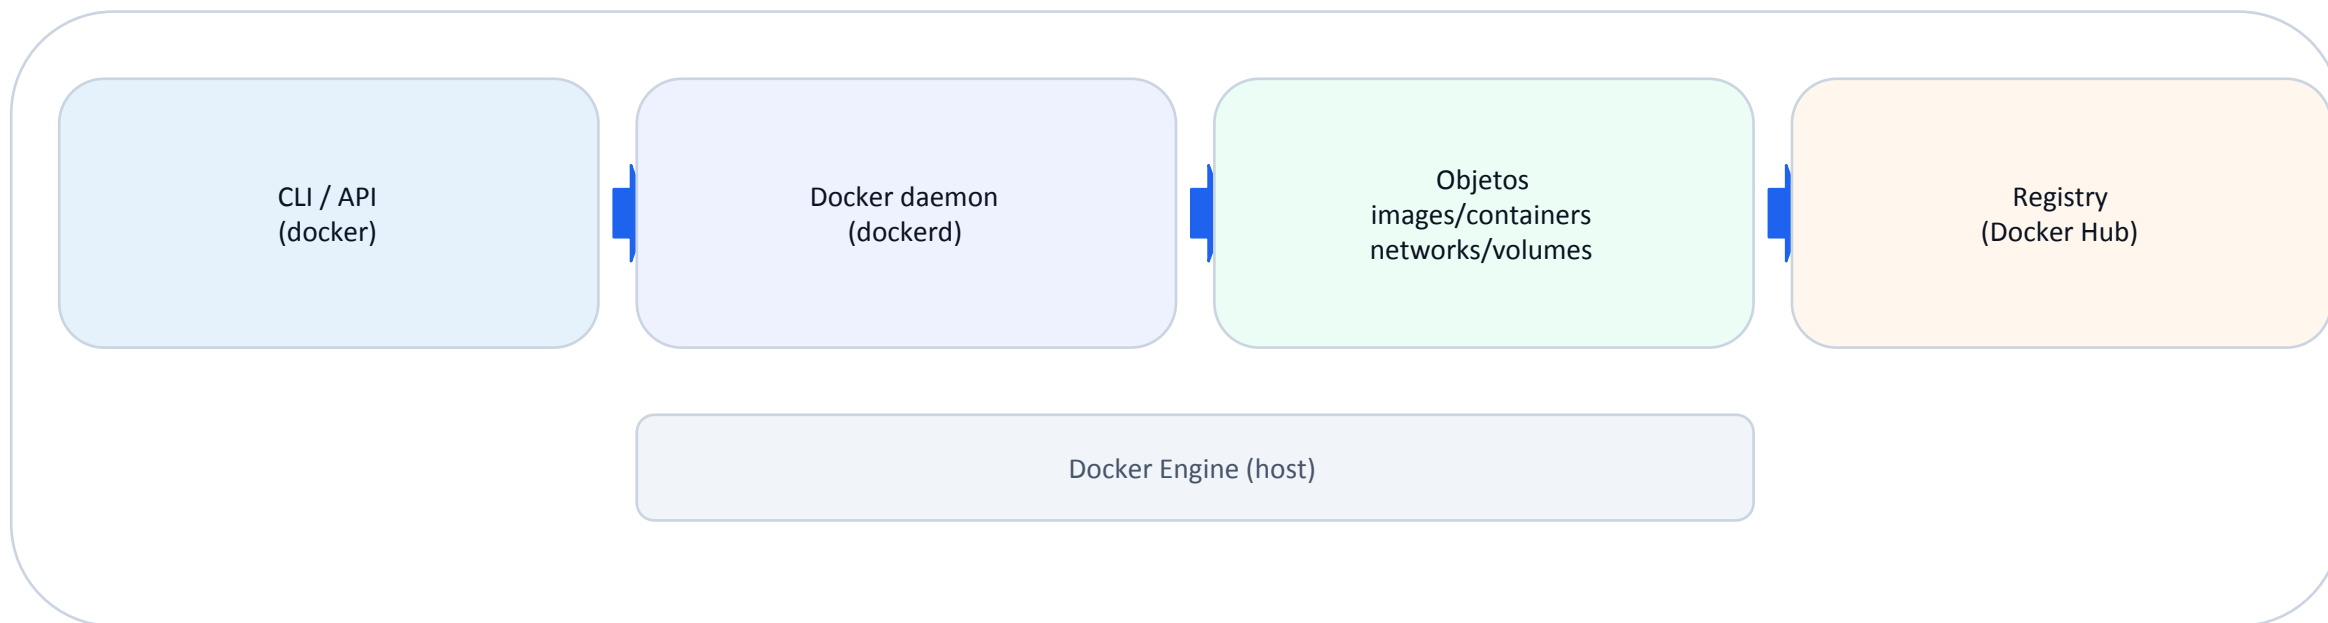 CLI / API
(docker)
Docker daemon
(dockerd)
Objetos
images/containers
networks/volumes
Registry
(Docker Hub)
Docker Engine (host)